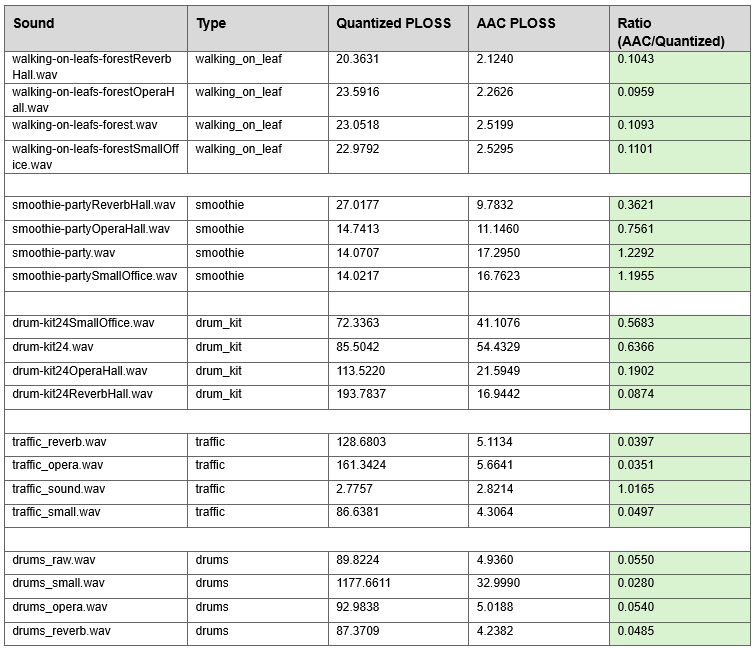 Sound Type Quantized PLOSS AAC PLOSS Ratio
(AAC/Quantized)
walking-on-leafs-forestReverb walking_on_leaf 20.3631 2.1240 0.1043
Hall.wav
walking-on-leafs-forestOperaH walking_on_leaf 23.5916 2.2626 0.0959
all.wav
walking-on-leafs-forest.wav walking_on_leaf 23.0518 2.5199 0.1093
walking-on-leafs-forestSmallOff walking_on_leaf 22.9792 2.5295 0.1101
ice.wav
smoothie-partyReverbHall.wav smoothie 27.0177 9.7832 0.3621
smoothie-partyOperaHall.wav smoothie 14.7413 11.1460 0.7561
smoothie-party.wav smoothie 14.0707 17.2950 1.2292
smoothie-partySmallOffice.wav smoothie 14.0217 16.7623 1.1955
drum-kit24SmallOffice.wav drum_kit 72.3363 41.1076 0.5683
drum-kit24.wav drum_kit 85.5042 54.4329 0.6366
drum-kit24OperaHall.wav drum_kit 113.5220 21.5949 0.1902
drum-kit24ReverbHall.wav drum_kit 193.7837 16.9442 0.0874
traffic_reverb.wav traffic 128.6803 5.1134 0.0397
traffic_opera.wav traffic 161.3424 5.6641 0.0351
traffic_sound.wav traffic 2.7757 2.8214 1.0165
traffic_small.wav traffic 86.6381 4.3064 0.0497
drums_raw.wav drums 89.8224 4.9360 0.0550
drums_small.wav drums 1177.6611 32.9990 0.0280
drums_opera.wav drums 92.9838 5.0188 0.0540
drums_reverb.wav drums 87.3709 4.2382 0.0485